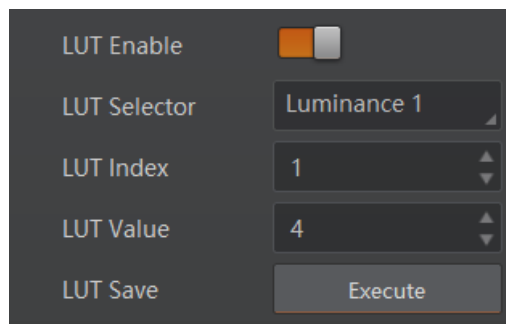 LUT Enable
LUT Selector Luminance 1
LUT Index 1
LUT Value 4
LUT Save Execute